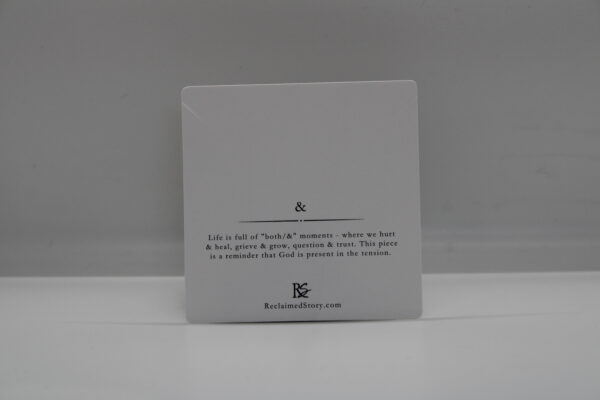 &
Life is full of "both/&" moments - where we hurt
& heal, grieve & grow, question & trust. This piece
is a reminder that God is present in the tension.
RS
ReclaimedStory.com